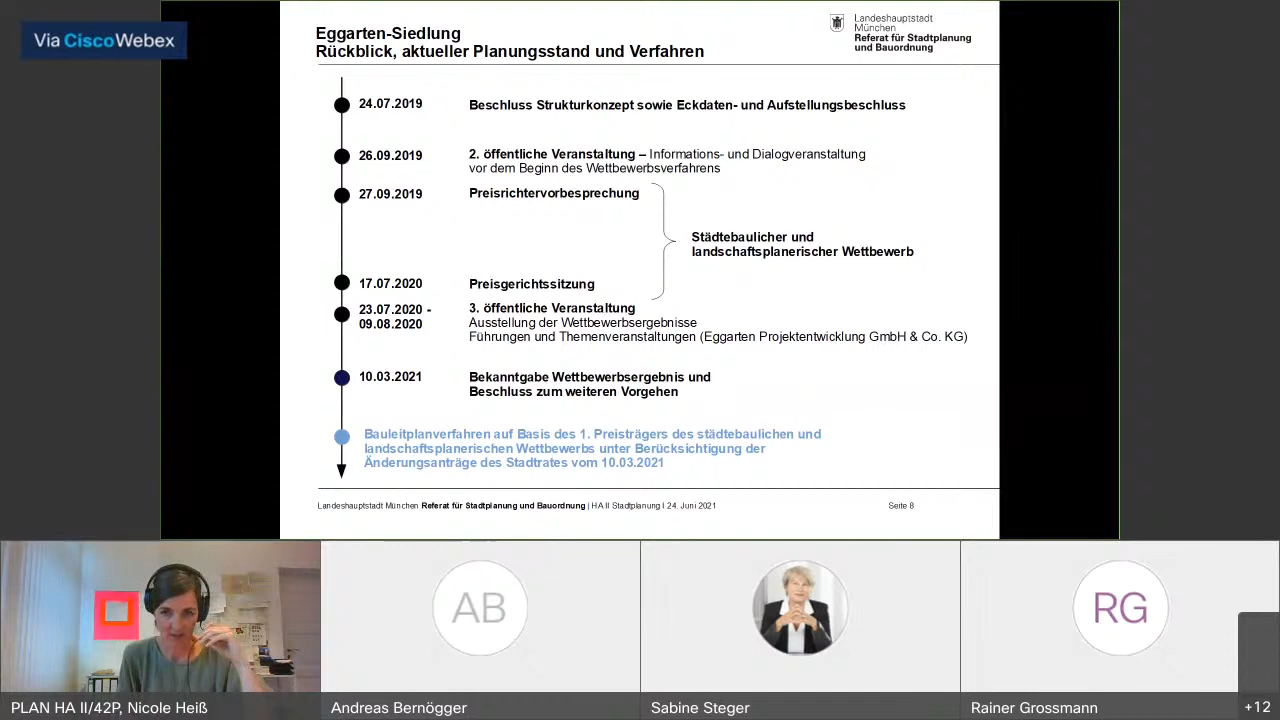 Via CiscoWebex
Eggarten-Siedlung
Rückblick, aktueller Planungsstand und Verfahren
Landeshauptstadt
München
Referat für Stadtplanung
und Bauordnung
24.07.2019
Beschluss Strukturkonzept sowie Eckdaten- und Aufstellungsbeschluss
26.09.2019
2. öffentliche Veranstaltung – Informations- und Dialogveranstaltung
vor dem Beginn des Wettbewerbsverfahrens
27.09.2019
Preisrichtervorbesprechung
Städtebaulicher und
landschaftsplanerischer Wettbewerb
17.07.2020
Preisgerichtssitzung
23.07.2020 -
09.08.2020
3. öffentliche Veranstaltung
Ausstellung der Wettbewerbsergebnisse
Führungen und Themenveranstaltungen (Eggarten Projektentwicklung GmbH & Co. KG)
10.03.2021
Bekanntgabe Wettbewerbsergebnis und
Beschluss zum weiteren Vorgehen
Bauleitplanverfahren auf Basis des 1. Preisträgers des städtebaulichen und
landschaftsplanerischen Wettbewerbs unter Berücksichtigung der
Änderungsanträge des Stadtrates vom 10.03.2021
Landeshauptstadt München Referat für Stadtplanung und Bauordnung | HA II Stadtplanung I 24. Juni 2021
Seite 8
AB
RG
PLAN HA II/42P, Nicole Heiß
Andreas Bernögger
Sabine Steger
Rainer Grossmann
+12